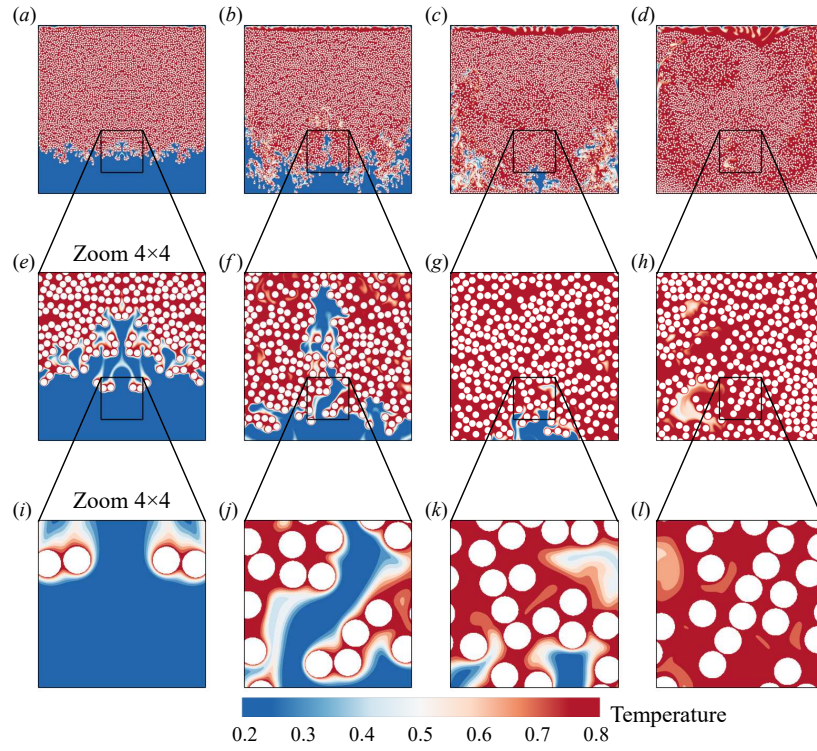 (a) (b) (c) (d)
Zoom 4×4
(e) (f) (g) (h)
Zoom 4×4
(i) (j) (k) (l)
Temperature
0.2 0.3 0.4 0.5 0.6 0.7 0.8